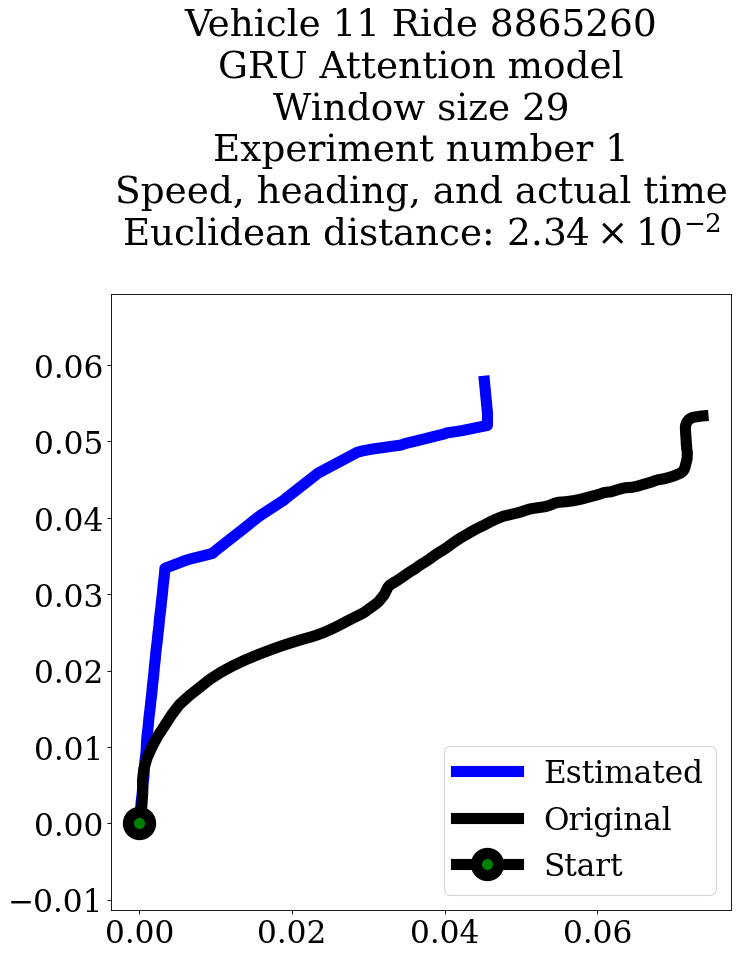 Vehicle 11 Ride 8865260
GRU Attention model
Window size 29
Experiment number 1
Speed, heading, and actual time
Euclidean distance: 2.34 × 10⁻²
0.06
0.05
0.04
0.03
0.02
0.01
0.00
−0.01
Estimated
Original
Start
0.00 0.02 0.04 0.06